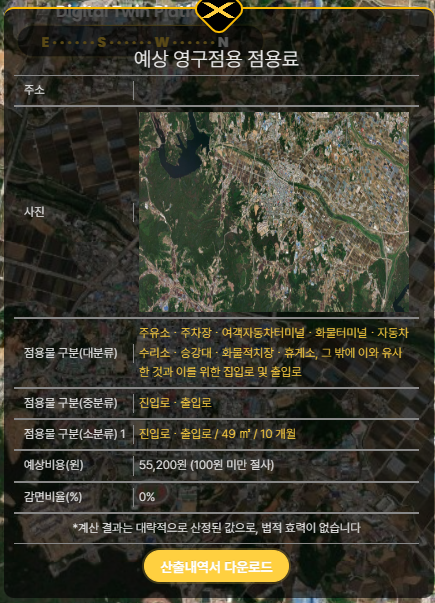 Digital Twin Platf
E S W N
예상 영구점용 점용료
주소
사진
점용물 구분(대분류)
주유소 · 주차장 · 여객자동차터미널 · 화물터미널 · 자동차
수리소 · 승강대 · 화물적치장 · 휴게소, 그 밖에 이와 유사
한 것과 이를 위한 진입로 및 출입로
점용물 구분(중분류) 진입로 · 출입로
점용물 구분(소분류) 1 진입로 · 출입로 / 49 ㎡ / 10 개월
예상비용(원) 55,200원 (100원 미만 절사)
감면비율(%) 0%
*계산 결과는 대략적으로 산정된 값으로, 법적 효력이 없습니다
산출내역서 다운로드